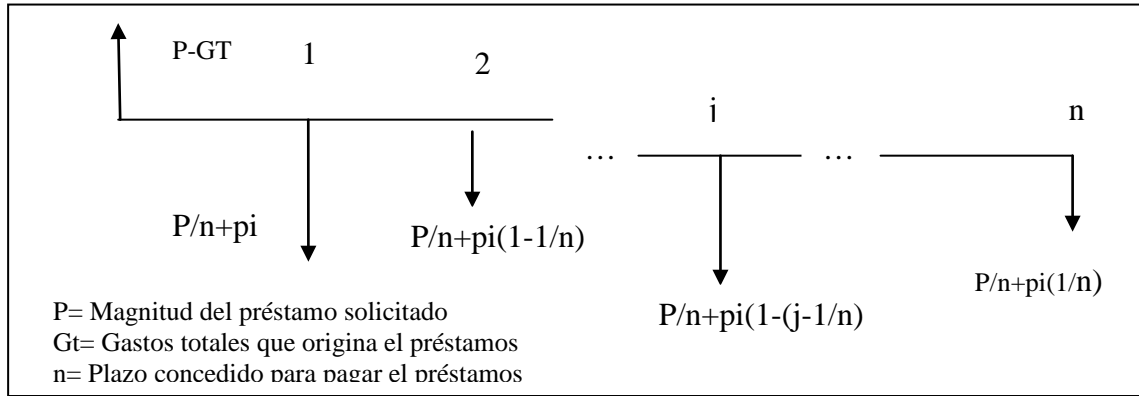 P-GT 1 2
j n
… …
P/n+pi P/n+pi(1-1/n)
P/n+pi(1-(j-1/n) P/n+pi(1/n)
P= Magnitud del préstamo solicitado
Gt= Gastos totales que origina el préstamos
n= Plazo concedido para pagar el préstamos